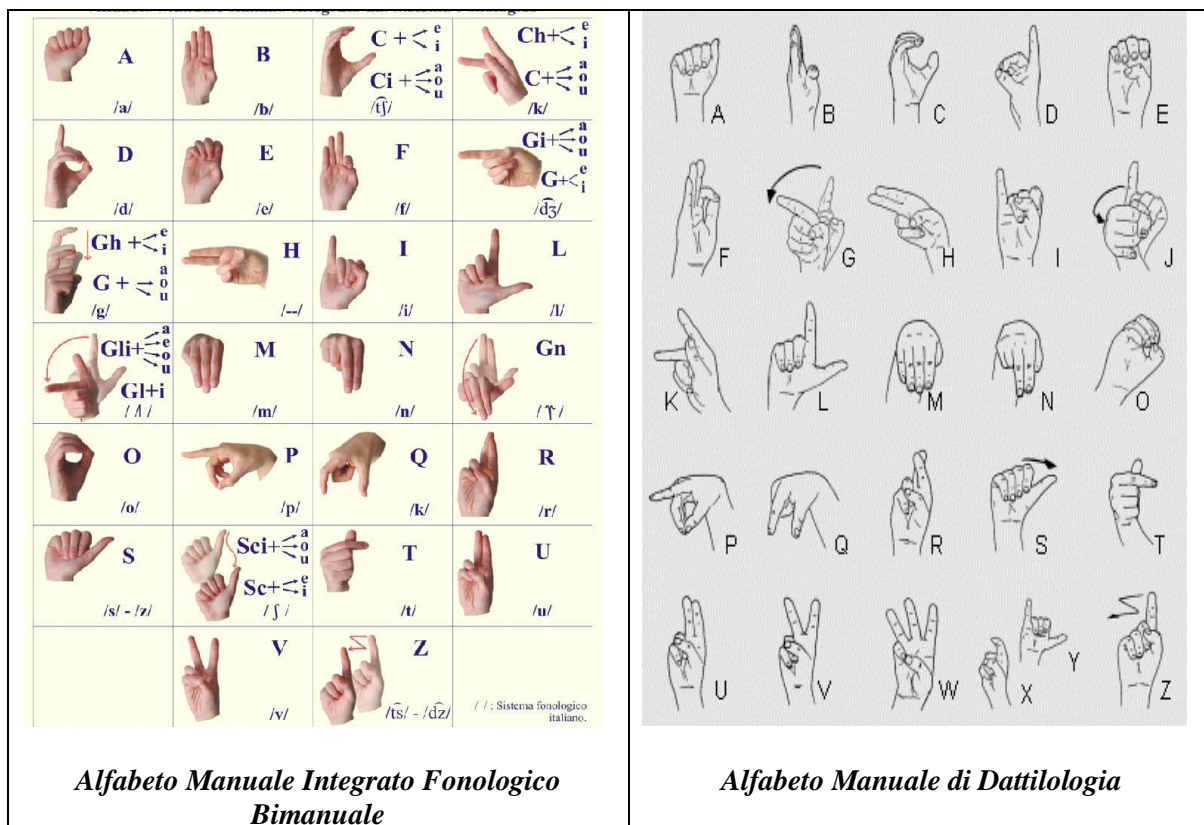 A
/a/
B
/b/
C + e
i
Ci + a
o
u
/t͡ʃ/
Ch+ e
i
C+ a
o
u
/k/
D
/d/
E
/e/
F
/f/
Gi+ a
o
u
G+ e
i
/d͡ʒ/
Gh + e
i
G + a
o
u
/g/
H
/--/
I
/i/
L
/l/
Gli+ a
e
o
u
Gl+i
M
/m/
N
/n/
Gn
O
/o/
P
/p/
Q
/k/
R
/r/
S
/s/ - /z/
Sci+ a
o
u
Sc+ e
i
/ ʃ /
T
/t/
U
/u/
V
/v/
Z
/t͡s/ - /d͡z/
/ / : Sistema fonologico
italiano.
Alfabeto Manuale Integrato Fonologico
Bimanuale
A B C D E
F G H I J
K L M N O
P Q R S T
U V W X Y Z
Alfabeto Manuale di Dattilologia